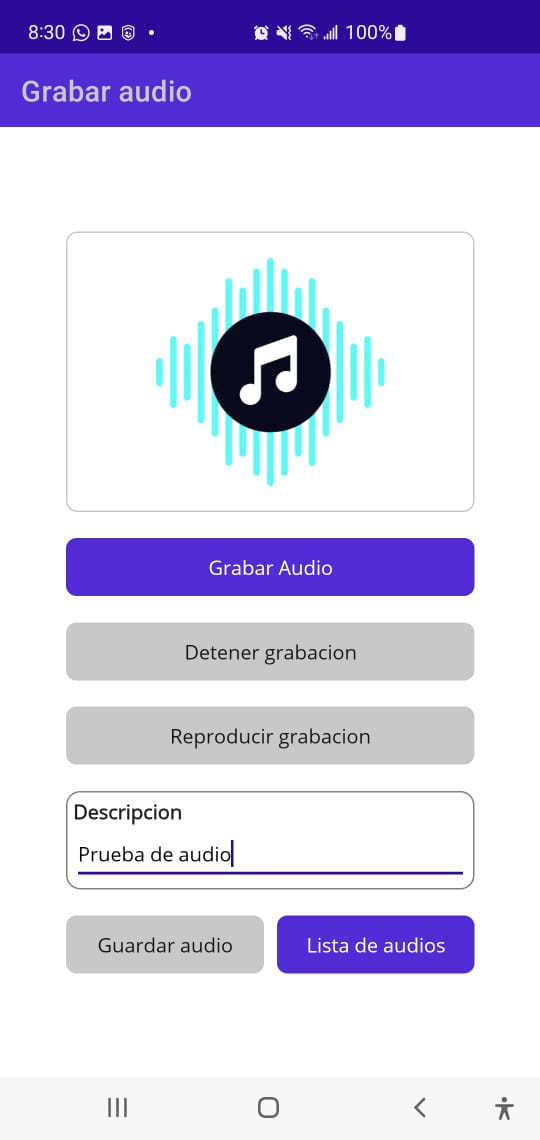 8:30 100%
Grabar audio
Grabar Audio
Detener grabacion
Reproducir grabacion
Descripcion
Prueba de audio
Guardar audio Lista de audios